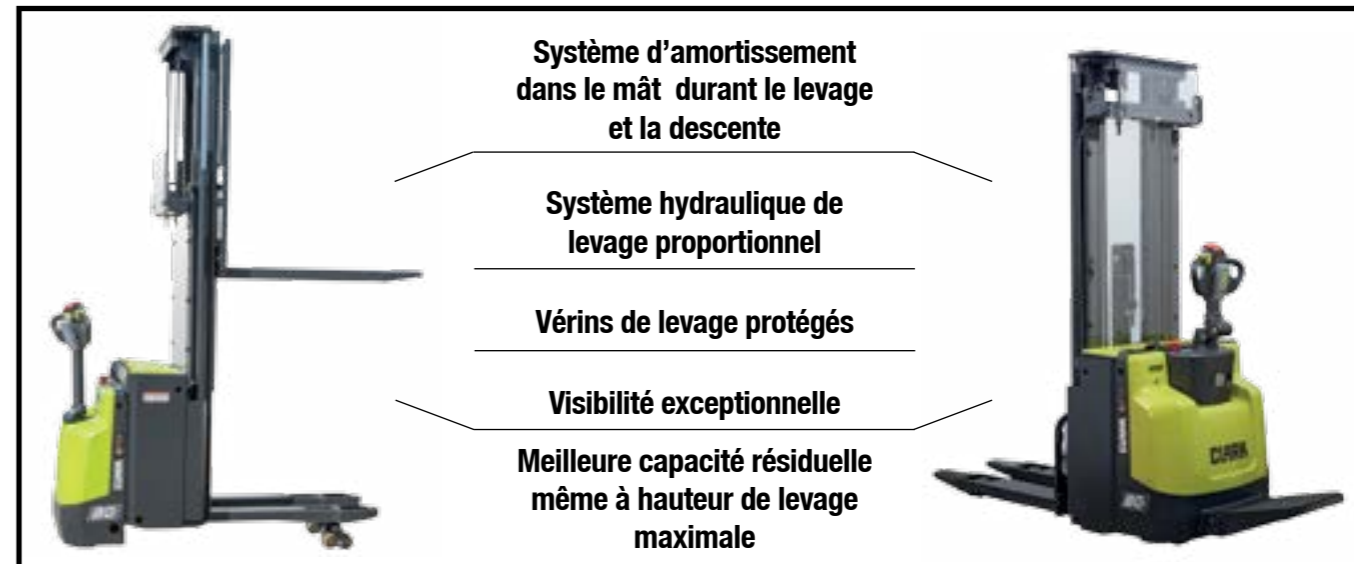 Système d’amortissement
dans le mât durant le levage
et la descente
Système hydraulique de
levage proportionnel
Vérins de levage protégés
Visibilité exceptionnelle
Meilleure capacité résiduelle
même à hauteur de levage
maximale
CLARK